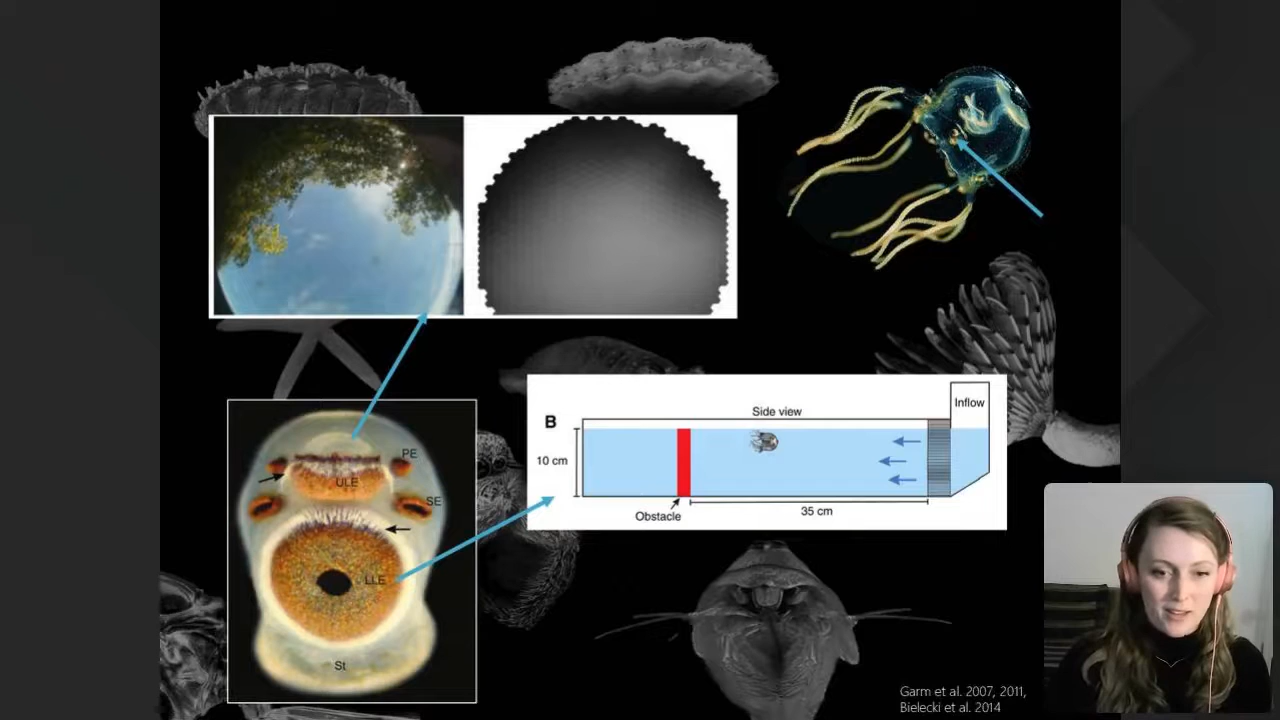 PE
ULE
SE
LLE
St
B
Side view
Inflow
10 cm
Obstacle
35 cm
Garm et al. 2007, 2011,
Bielecki et al. 2014